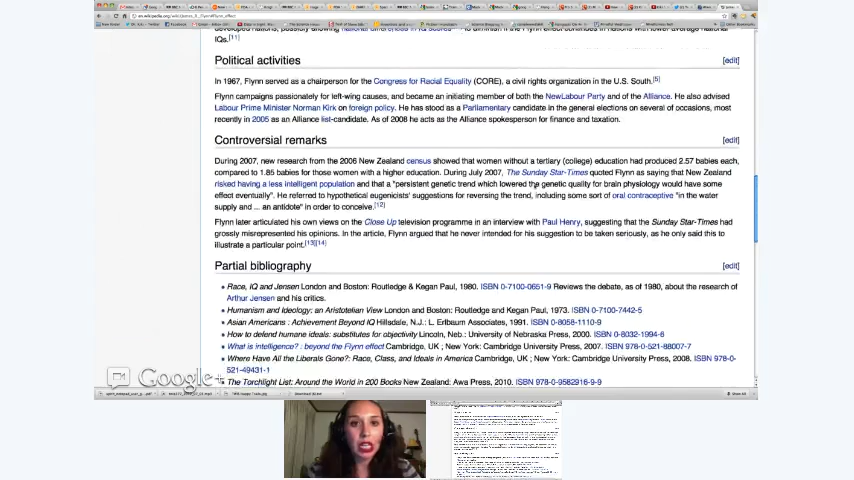 en.wikipedia.org/wiki/James_R._Flynn#Flynn_effect
IQs.[11]
Political activities [edit]
In 1967, Flynn served as a chairperson for the Congress for Racial Equality (CORE), a civil rights organization in the U.S. South.[5]
Flynn campaigns passionately for left-wing causes, and became an initiating member of both the NewLabour Party and of the Alliance. He also advised
Labour Prime Minister Norman Kirk on foreign policy. He has stood as a Parliamentary candidate in the general elections on several of occasions, most
recently in 2005 as an Alliance list-candidate. As of 2008 he acts as the Alliance spokesperson for finance and taxation.
Controversial remarks [edit]
During 2007, new research from the 2006 New Zealand census showed that women without a tertiary (college) education had produced 2.57 babies each,
compared to 1.85 babies for those women with a higher education. During July 2007, The Sunday Star-Times quoted Flynn as saying that New Zealand
risked having a less intelligent population and that a "persistent genetic trend which lowered the genetic quality for brain physiology would have some
effect eventually". He referred to hypothetical eugenicists' suggestions for reversing the trend, including some sort of oral contraceptive "in the water
supply and ... an antidote" in order to conceive.[12]
Flynn later articulated his own views on the Close Up television programme in an interview with Paul Henry, suggesting that the Sunday Star-Times had
grossly misrepresented his opinions. In the article, Flynn argued that he never intended for his suggestion to be taken seriously, as he only said this to
illustrate a particular point.[13][14]
Partial bibliography [edit]
Race, IQ and Jensen London and Boston: Routledge & Kegan Paul, 1980. ISBN 0-7100-0651-9 Reviews the debate, as of 1980, about the research of
Arthur Jensen and his critics.
Humanism and Ideology: an Aristotelian View London and Boston: Routledge and Kegan Paul, 1973. ISBN 0-7100-7442-5
Asian Americans : Achievement Beyond IQ Hillsdale, N.J.: L. Erlbaum Associates, 1991. ISBN 0-8058-1110-9
How to defend humane ideals: substitutes for objectivity Lincoln, Neb.: University of Nebraska Press, 2000. ISBN 0-8032-1994-6
What is intelligence? : beyond the Flynn effect Cambridge, UK ; New York: Cambridge University Press, 2007. ISBN 978-0-521-88007-7
Where Have All the Liberals Gone?: Race, Class, and Ideals in America Cambridge, UK ; New York: Cambridge University Press, 2008. ISBN 978-0-
521-49431-1
The Torchlight List: Around the World in 200 Books New Zealand: Awa Press, 2010. ISBN 978-0-9582916-9-9
Google+
Show All